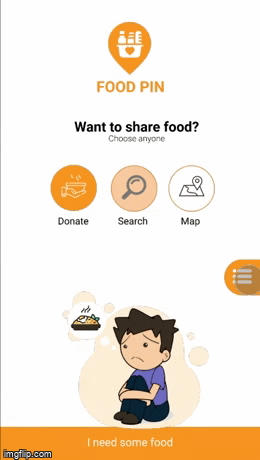 FOOD PIN
Want to share food?
Choose anyone
Donate Search Map
I need some food
imgflip.com